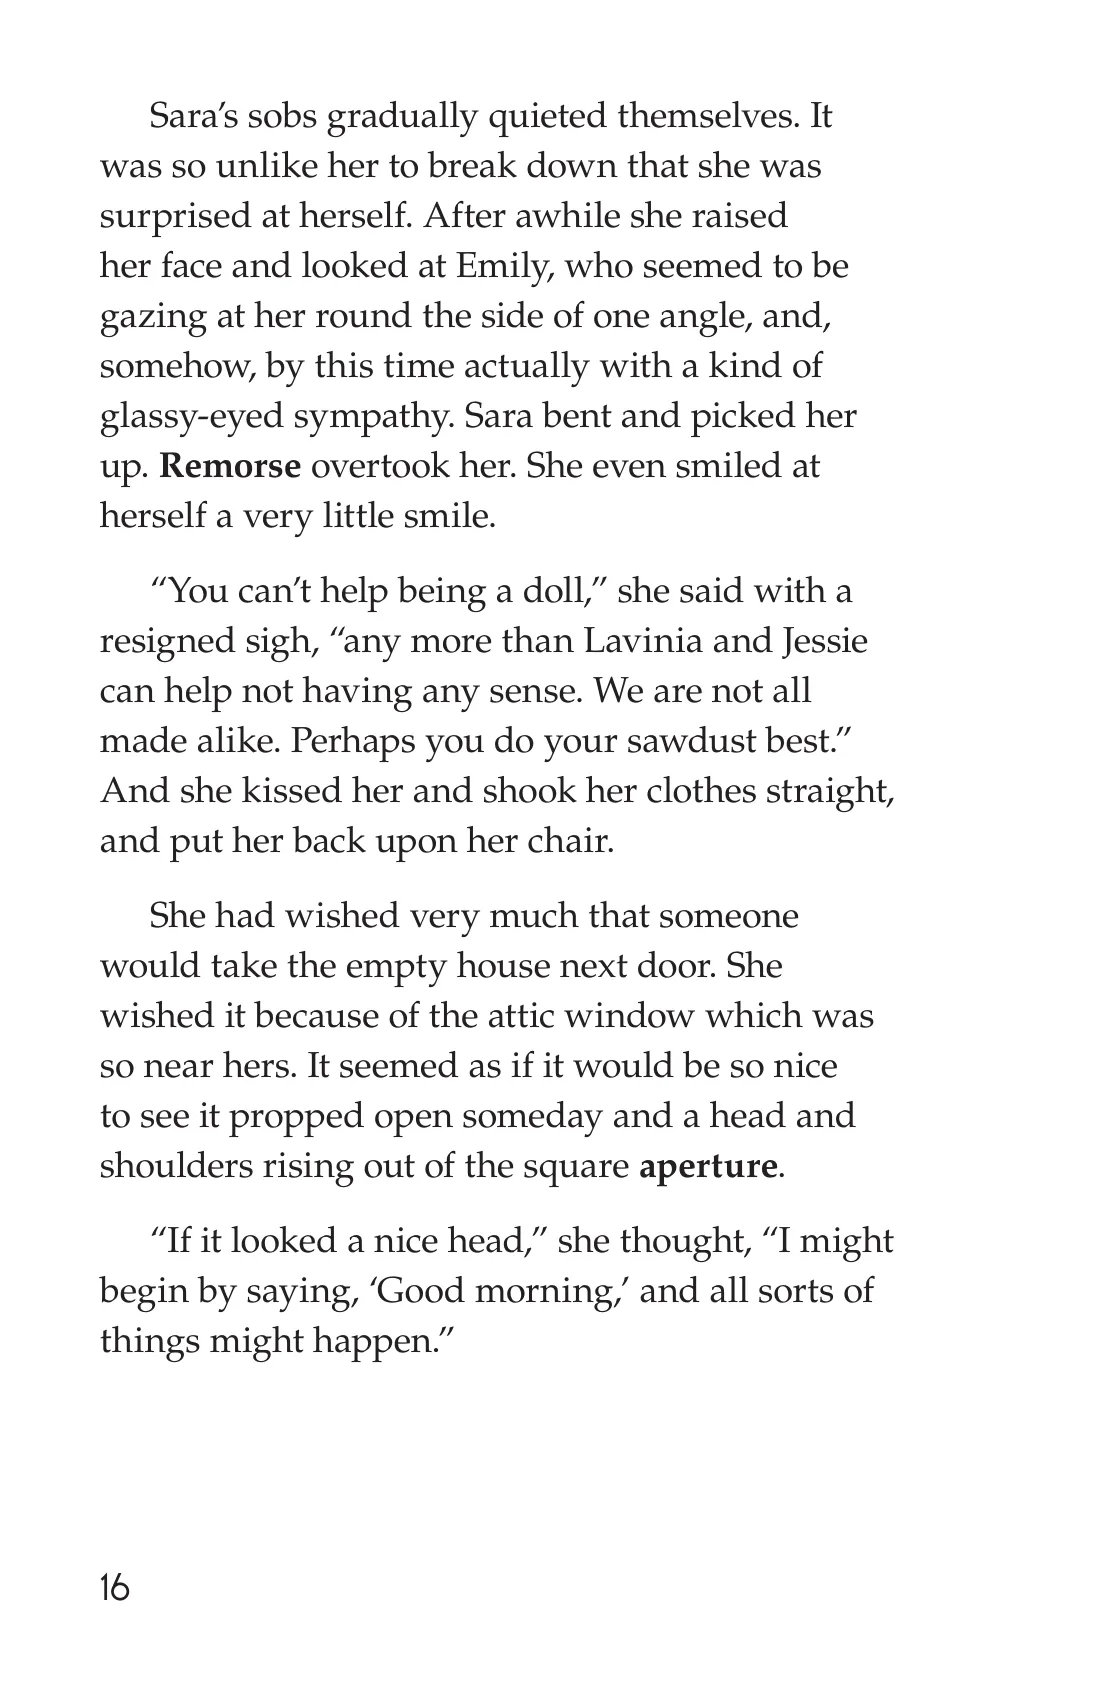 Sara’s sobs gradually quieted themselves. It
was so unlike her to break down that she was
surprised at herself. After awhile she raised
her face and looked at Emily, who seemed to be
gazing at her round the side of one angle, and,
somehow, by this time actually with a kind of
glassy-eyed sympathy. Sara bent and picked her
up. Remorse overtook her. She even smiled at
herself a very little smile.
“You can’t help being a doll,” she said with a
resigned sigh, “any more than Lavinia and Jessie
can help not having any sense. We are not all
made alike. Perhaps you do your sawdust best.”
And she kissed her and shook her clothes straight,
and put her back upon her chair.
She had wished very much that someone
would take the empty house next door. She
wished it because of the attic window which was
so near hers. It seemed as if it would be so nice
to see it propped open someday and a head and
shoulders rising out of the square aperture.
“If it looked a nice head,” she thought, “I might
begin by saying, ‘Good morning,’ and all sorts of
things might happen.”
16